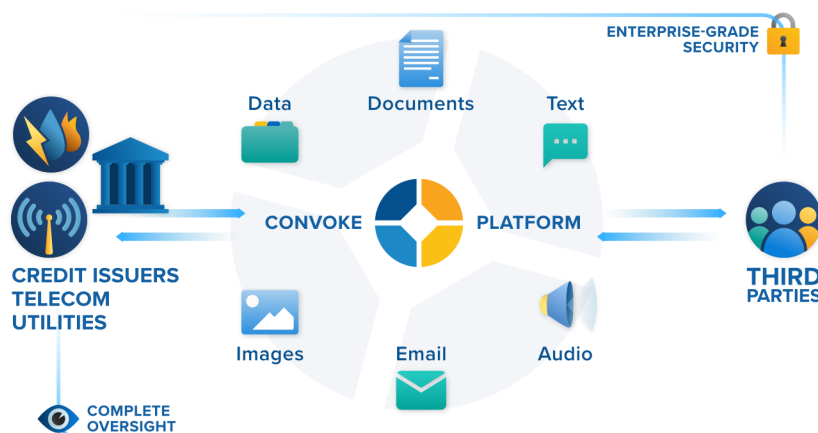 ENTERPRISE-GRADE
SECURITY
Data
Documents
Text
CONVOKE
PLATFORM
CREDIT ISSUERS
TELECOM
UTILITIES
THIRD
PARTIES
Images
Email
Audio
COMPLETE
OVERSIGHT